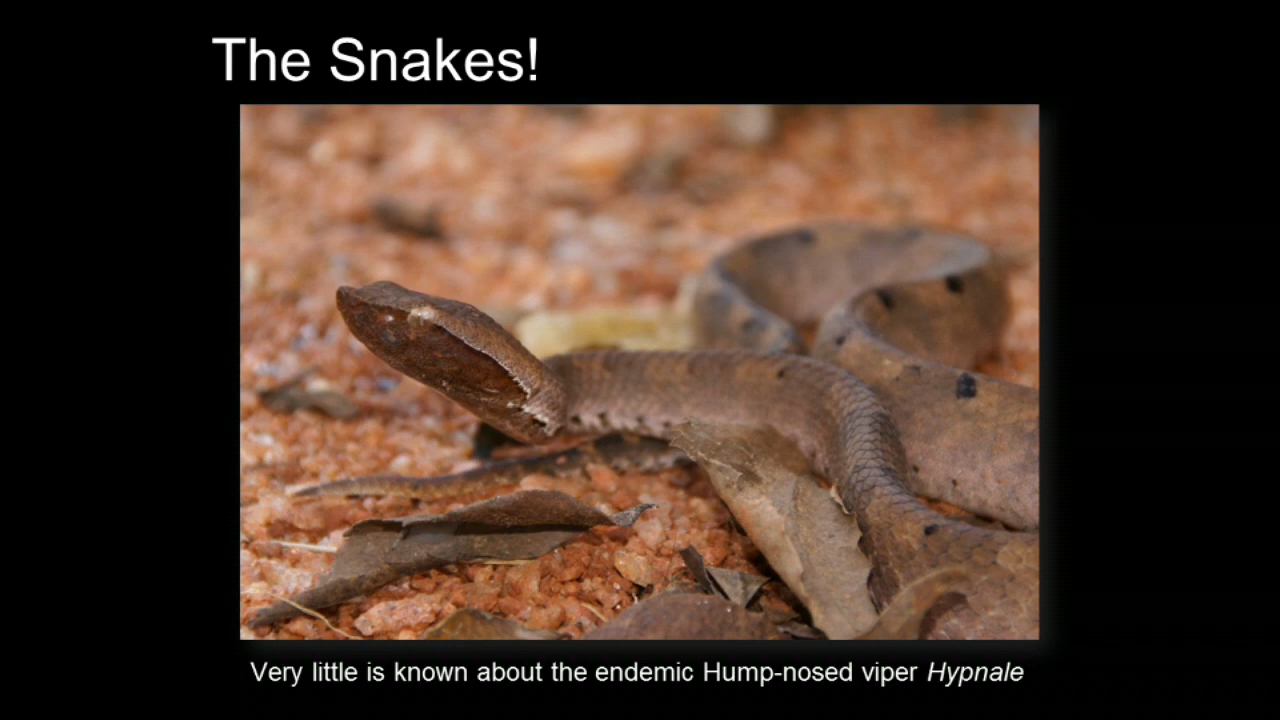 The Snakes!
Very little is known about the endemic Hump-nosed viper Hypnale